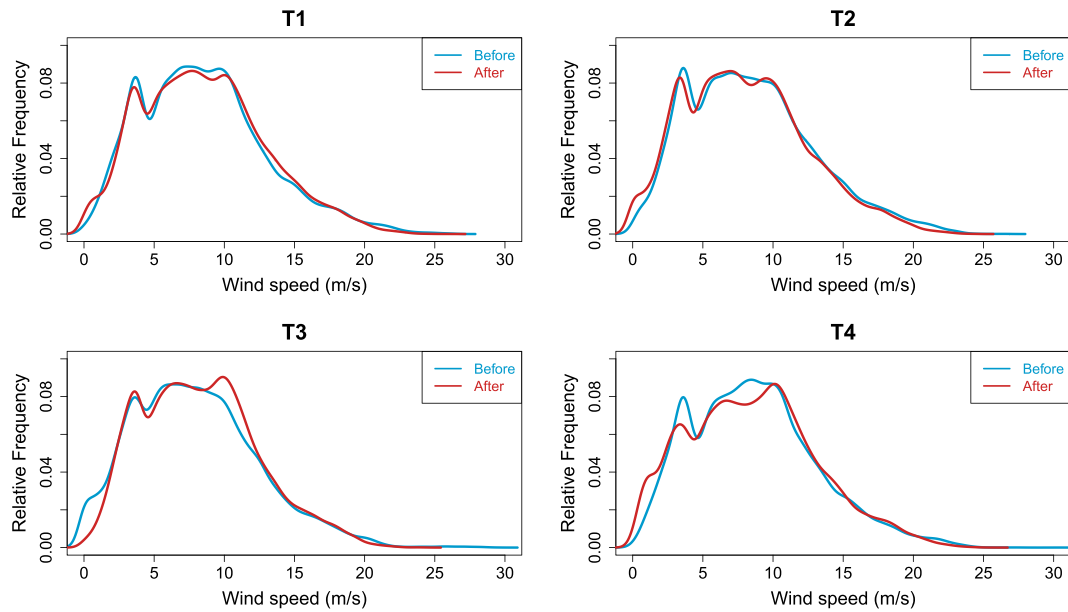 T1
Relative Frequency
0.00 0.04 0.08
Before
After
0 5 10 15 20 25 30
Wind speed (m/s)
T2
Relative Frequency
0.00 0.04 0.08
Before
After
0 5 10 15 20 25 30
Wind speed (m/s)
T3
Relative Frequency
0.00 0.04 0.08
Before
After
0 5 10 15 20 25 30
Wind speed (m/s)
T4
Relative Frequency
0.00 0.04 0.08
Before
After
0 5 10 15 20 25 30
Wind speed (m/s)